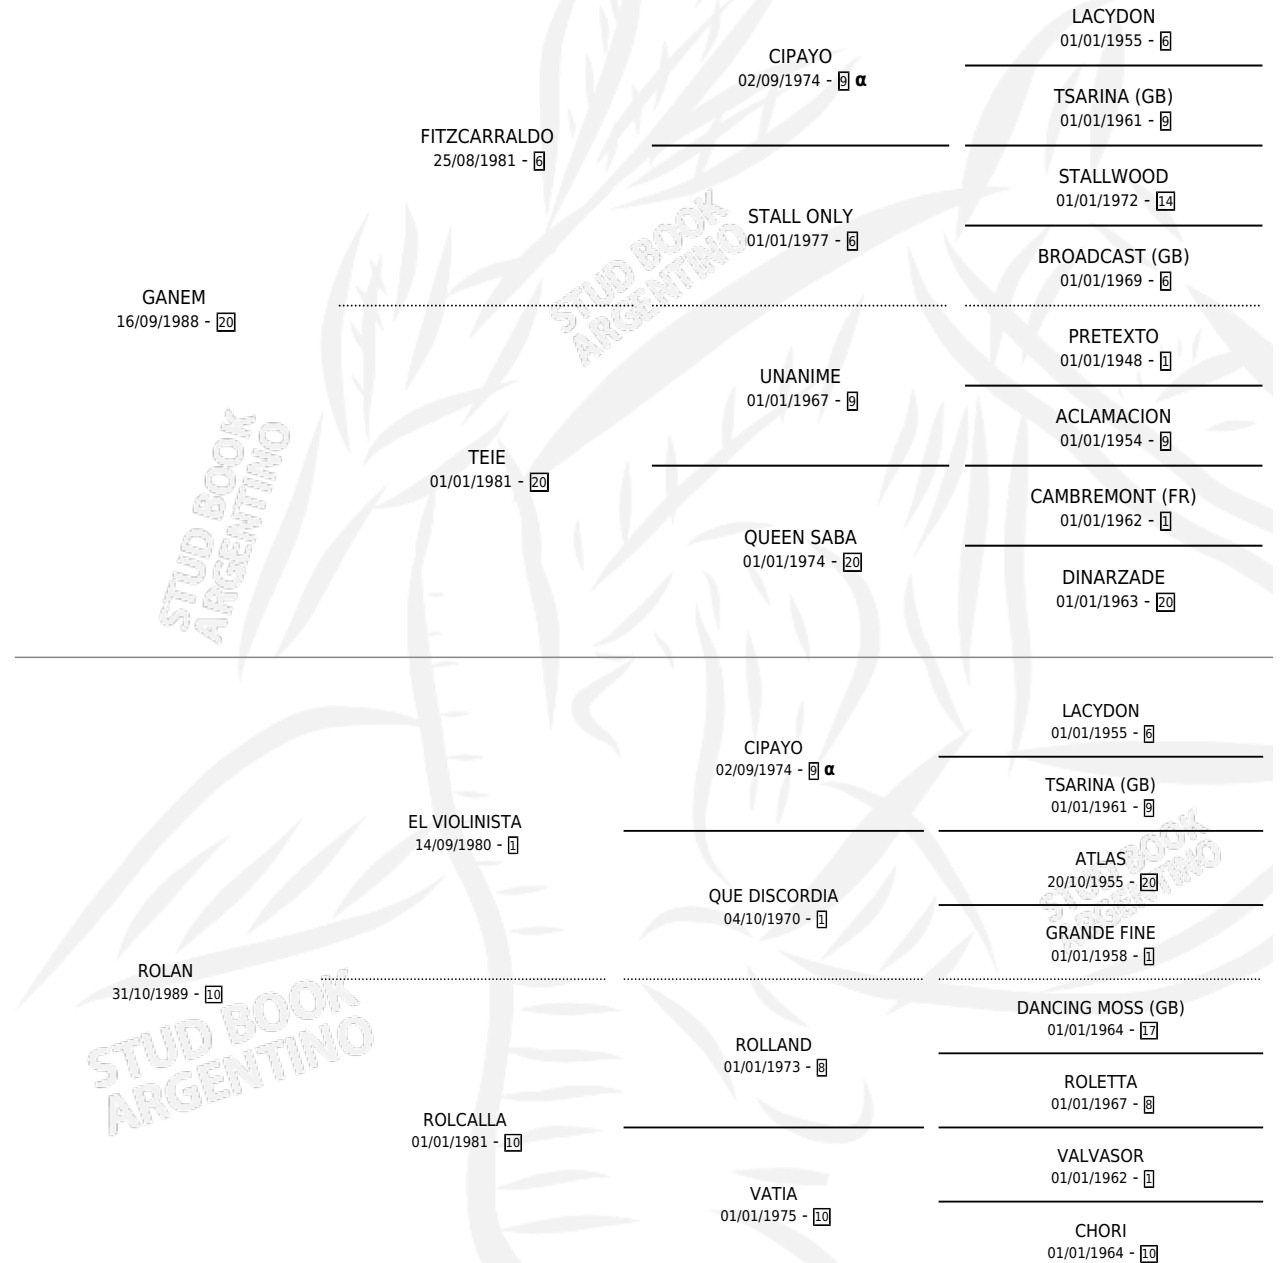 LACYDON
01/01/1955 - 6
CIPAYO
02/09/1974 - 9 α
TSARINA (GB)
01/01/1961 - 9
FITZCARRALDO
25/08/1981 - 6
STALLWOOD
01/01/1972 - 14
STALL ONLY
01/01/1977 - 6
BROADCAST (GB)
01/01/1969 - 6
GANEM
16/09/1988 - 20
PRETEXTO
01/01/1948 - 1
UNANIME
01/01/1967 - 9
ACLAMACION
01/01/1954 - 9
TEIE
01/01/1981 - 20
CAMBREMONT (FR)
01/01/1962 - 1
QUEEN SABA
01/01/1974 - 20
DINARZADE
01/01/1963 - 20
STUD BOOK
ARGENTINO
STUD BOOK
ARGENTINO
LACYDON
01/01/1955 - 6
CIPAYO
02/09/1974 - 9 α
TSARINA (GB)
01/01/1961 - 9
EL VIOLINISTA
14/09/1980 - 1
ATLAS
20/10/1955 - 20
QUE DISCORDIA
04/10/1970 - 1
GRANDE FINE
01/01/1958 - 1
ROLAN
31/10/1989 - 10
DANCING MOSS (GB)
01/01/1964 - 17
ROLLAND
01/01/1973 - 8
ROLETTA
01/01/1967 - 8
ROLCALLA
01/01/1981 - 10
VALVASOR
01/01/1962 - 1
VATIA
01/01/1975 - 10
CHORI
01/01/1964 - 10
STUD BOOK
ARGENTINO
STUD BOOK
ARGENTINO